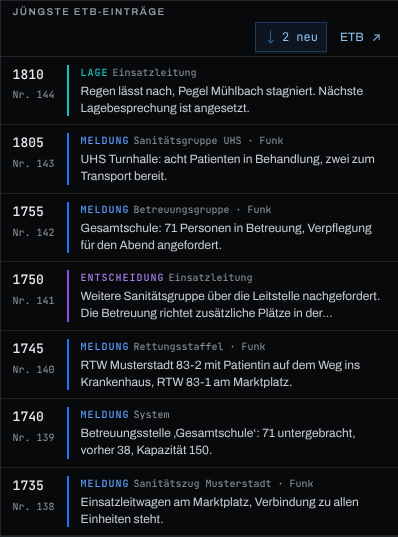 JÜNGSTE ETB-EINTRÄGE
↓ 2 neu ETB ↗
1810 LAGE Einsatzleitung
Nr. 144 Regen lässt nach, Pegel Mühlbach stagniert. Nächste
Lagebesprechung ist angesetzt.
1805 MELDUNG Sanitätsgruppe UHS · Funk
Nr. 143 UHS Turnhalle: acht Patienten in Behandlung, zwei zum
Transport bereit.
1755 MELDUNG Betreuungsgruppe · Funk
Nr. 142 Gesamtschule: 71 Personen in Betreuung, Verpflegung
für den Abend angefordert.
1750 ENTSCHEIDUNG Einsatzleitung
Nr. 141 Weitere Sanitätsgruppe über die Leitstelle nachgefordert.
Die Betreuung richtet zusätzliche Plätze in der…
1745 MELDUNG Rettungsstaffel · Funk
Nr. 140 RTW Musterstadt 83-2 mit Patientin auf dem Weg ins
Krankenhaus, RTW 83-1 am Marktplatz.
1740 MELDUNG System
Nr. 139 Betreuungsstelle ‚Gesamtschule‘: 71 untergebracht,
vorher 38, Kapazität 150.
1735 MELDUNG Sanitätszug Musterstadt · Funk
Nr. 138 Einsatzleitwagen am Marktplatz, Verbindung zu allen
Einheiten steht.